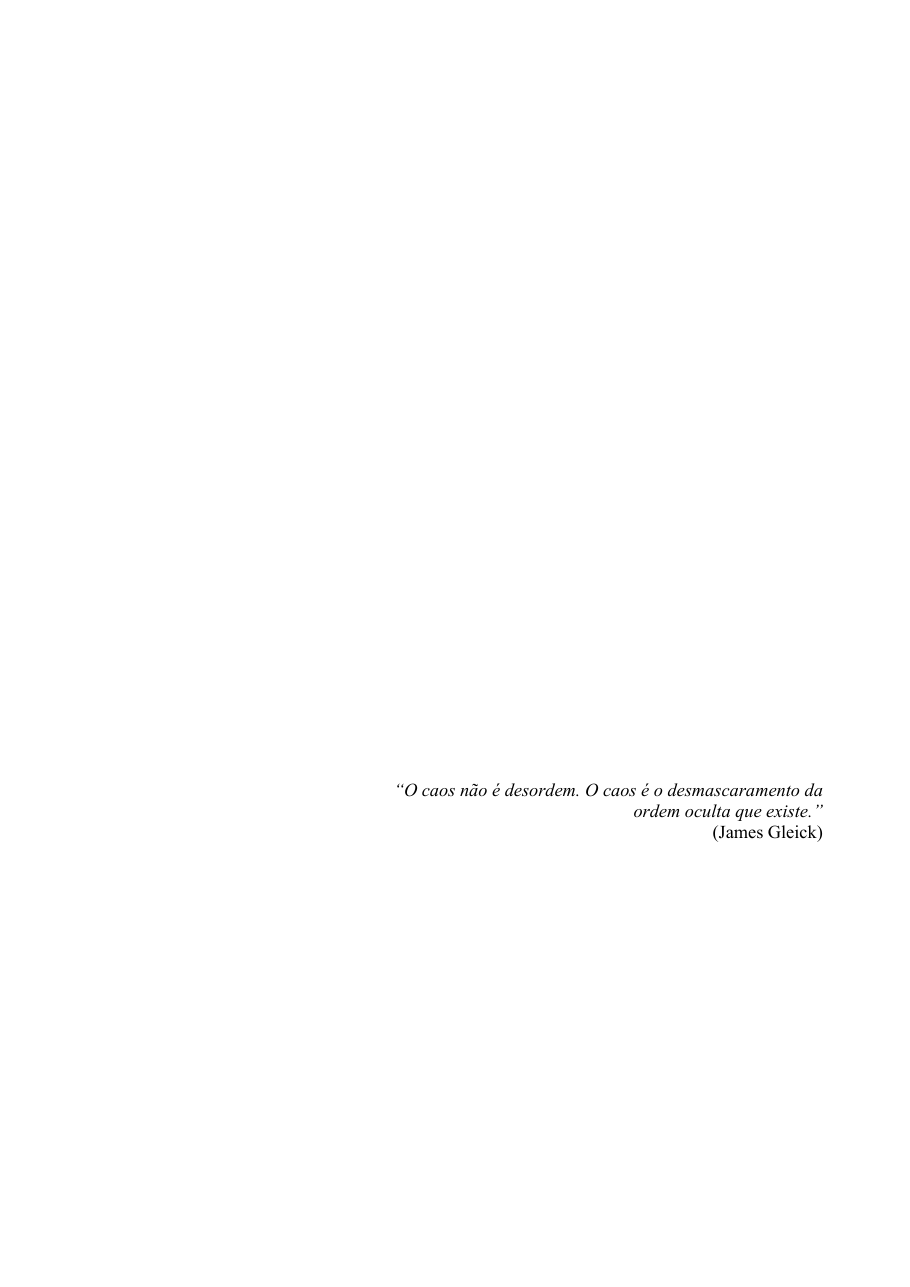 “O caos não é desordem. O caos é o desmascaramento da
ordem oculta que existe.”
(James Gleick)